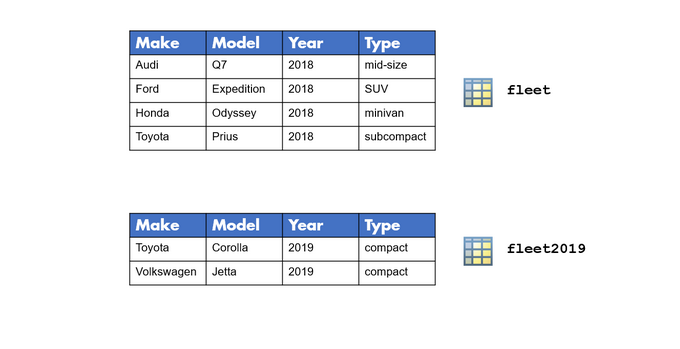 Make Model Year Type
Audi Q7 2018 mid-size
Ford Expedition 2018 SUV
Honda Odyssey 2018 minivan
Toyota Prius 2018 subcompact
fleet
Make Model Year Type
Toyota Corolla 2019 compact
Volkswagen Jetta 2019 compact
fleet2019